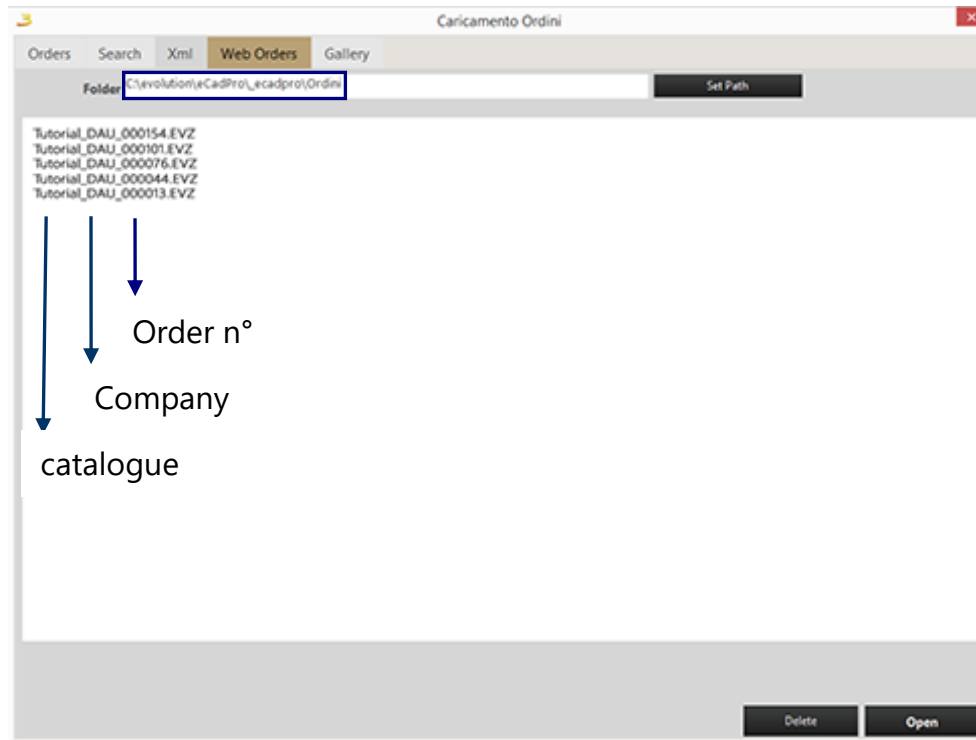 Caricamento Ordini
Orders Search Xml Web Orders Gallery
Folder C:\evolution\eCadPro\_ecadpro\Ordini Set Path
Tutorial_DAU_000154.EVZ
Tutorial_DAU_000101.EVZ
Tutorial_DAU_000076.EVZ
Tutorial_DAU_000044.EVZ
Tutorial_DAU_000013.EVZ
Order n°
Company
catalogue
Delete Open